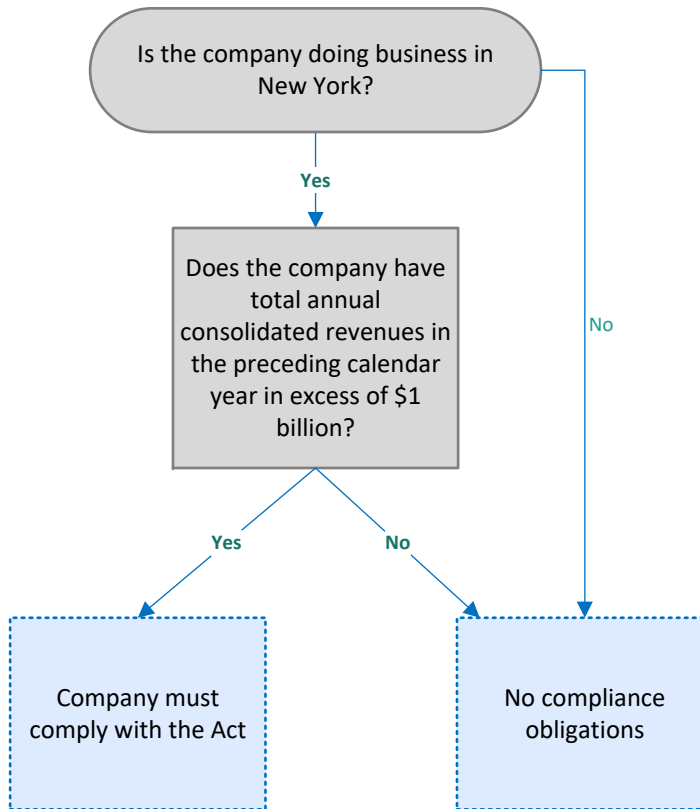 Is the company doing business in
New York?
Yes
Does the company have
total annual
consolidated revenues in
the preceding calendar
year in excess of $1
billion?
No
Yes
No
Company must
comply with the Act
No compliance
obligations